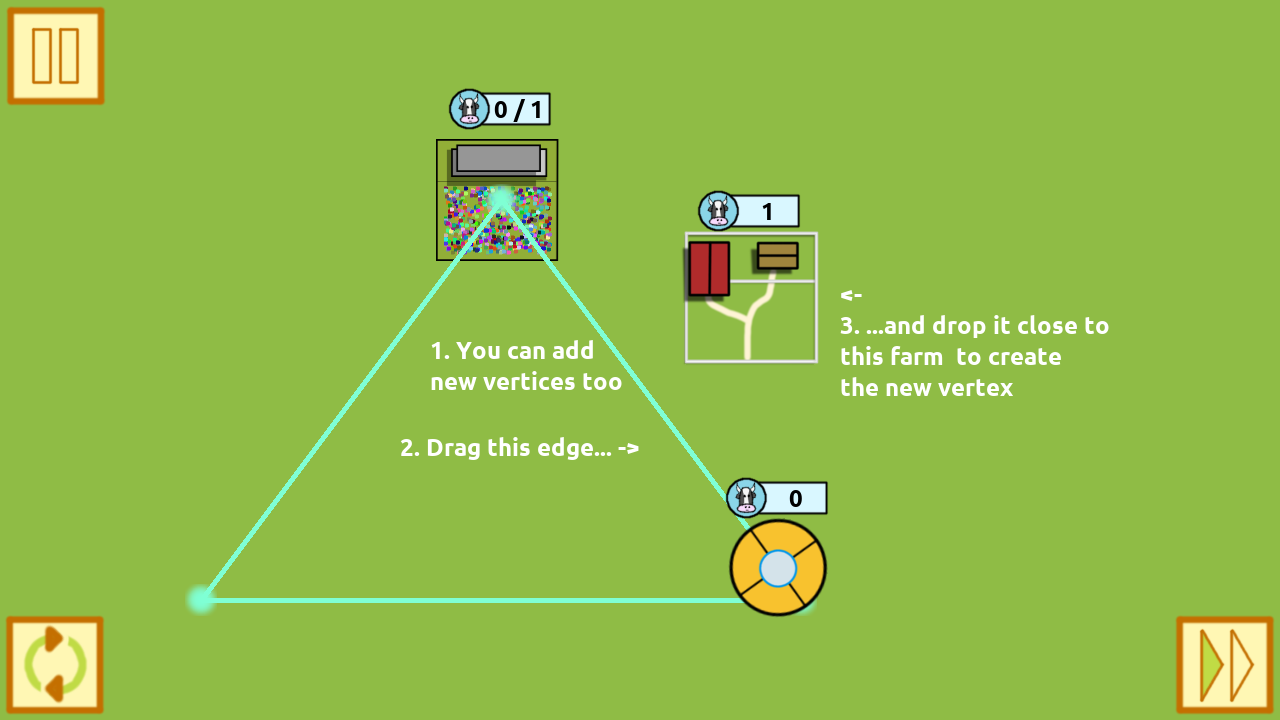 0 / 1
1
<-
3. ...and drop it close to
this farm  to create
the new vertex
1. You can add
new vertices too
2. Drag this edge... ->
0